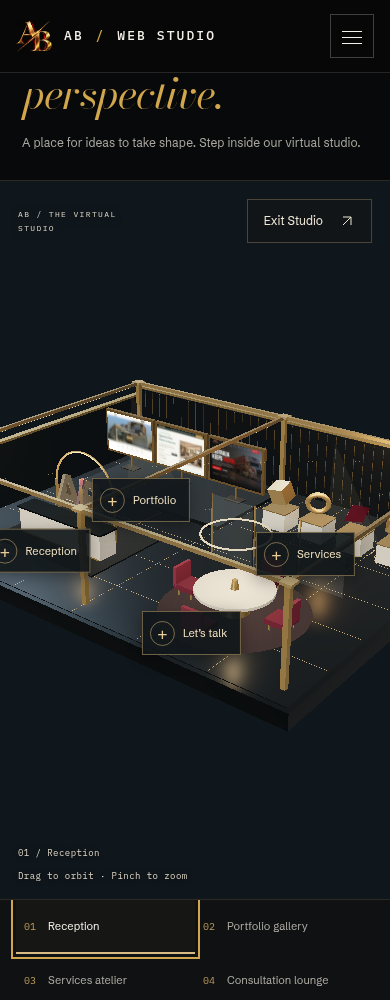 AB
AB / WEB STUDIO
perspective.
A place for ideas to take shape. Step inside our virtual studio.
AB / THE VIRTUAL
STUDIO
Exit Studio
Portfolio
Reception
Services
Let's talk
01 / Reception
Drag to orbit · Pinch to zoom
01 Reception
02 Portfolio gallery
03 Services atelier
04 Consultation lounge